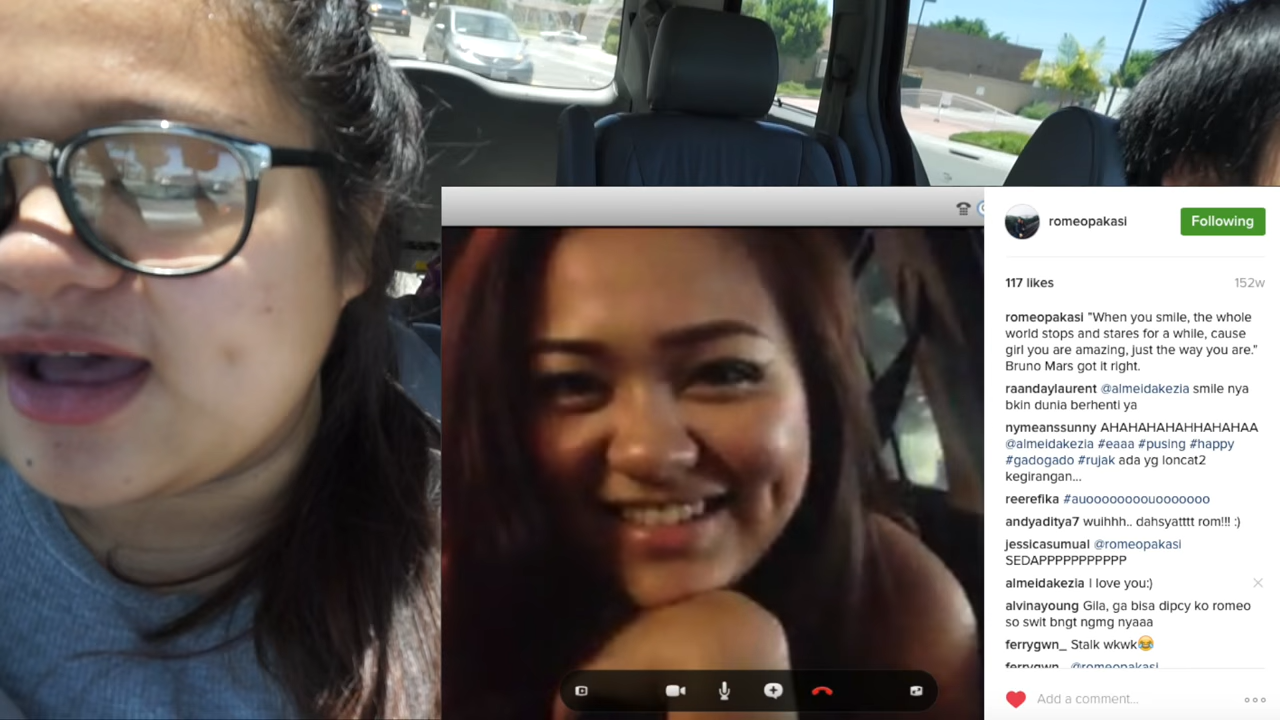 romeopakasi
Following
117 likes
152w
romeopakasi "When you smile, the whole
world stops and stares for a while, cause
girl you are amazing, just the way you are."
Bruno Mars got it right.
raandaylaurent @almeidakezia smile nya
bkin dunia berhenti ya
nymeanssunny AHAHAHAHAHHAHAHAA
@almeidakezia #eaaa #pusing #happy
#gadogado #rujak ada yg loncat2
kegirangan...
reerefika #auooooooouooooooo
andyaditya7 wuihhh.. dahsyatttt rom!!! :)
jessicasumual @romeopakasi
SEDAPPPPPPPPPPP
almeidakezia I love you:)
alvinayoung Gila, ga bisa dipcy ko romeo
so swit bngt ngmg nyaaa
ferrygwn_ Stalk wkwk😂
ferrygwn_ @romeopakasi
Add a comment...